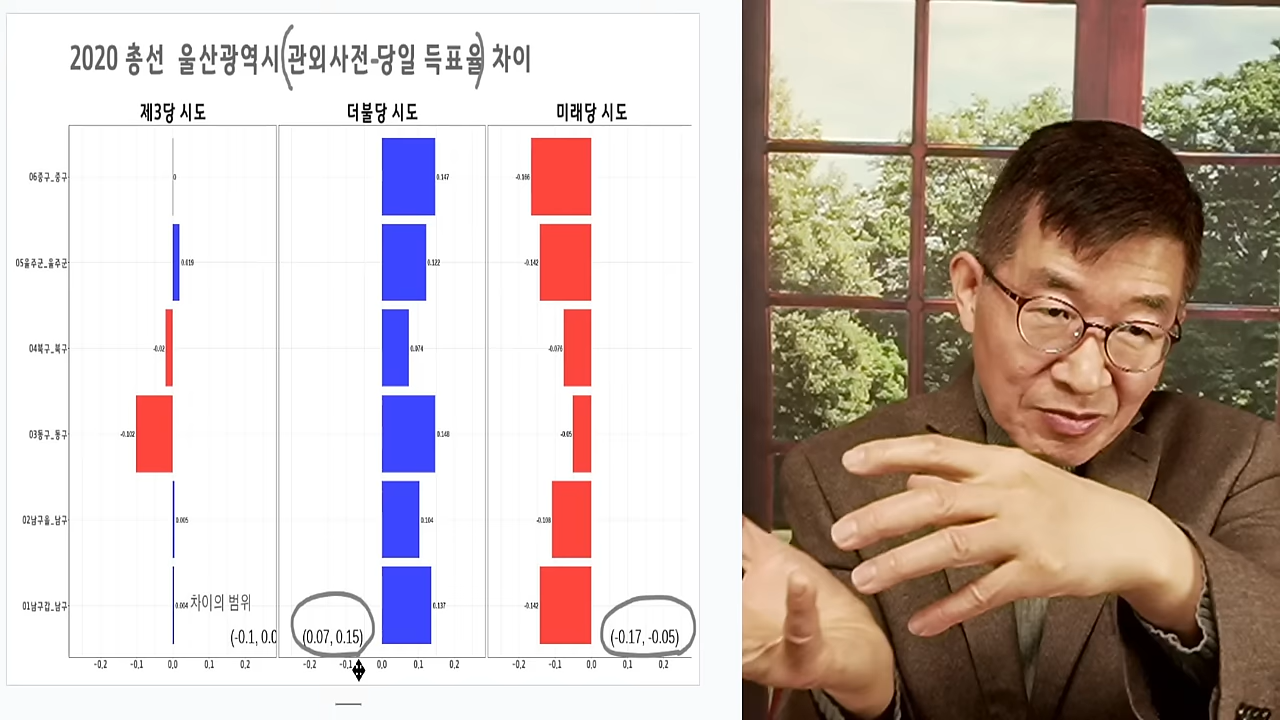 2020 총선 울산광역시(관외사전-당일 득표율) 차이
제3당 시도 더불당 시도 미래당 시도
06중구_중구 0 0.147 -0.166
05울주군_울주군 0.019 0.122 -0.142
04북구_북구 -0.02 0.074 -0.076
03동구_동구 -0.102 0.148 -0.05
02남구을_남구 0.005 0.104 -0.108
01남구갑_남구 0.004 0.137 -0.142
차이의 범위
(-0.1, 0.0 (0.07, 0.15) (-0.17, -0.05)
-0.2 -0.1 0.0 0.1 0.2 -0.2 -0.1 0.0 0.1 0.2 -0.2 -0.1 0.0 0.1 0.2